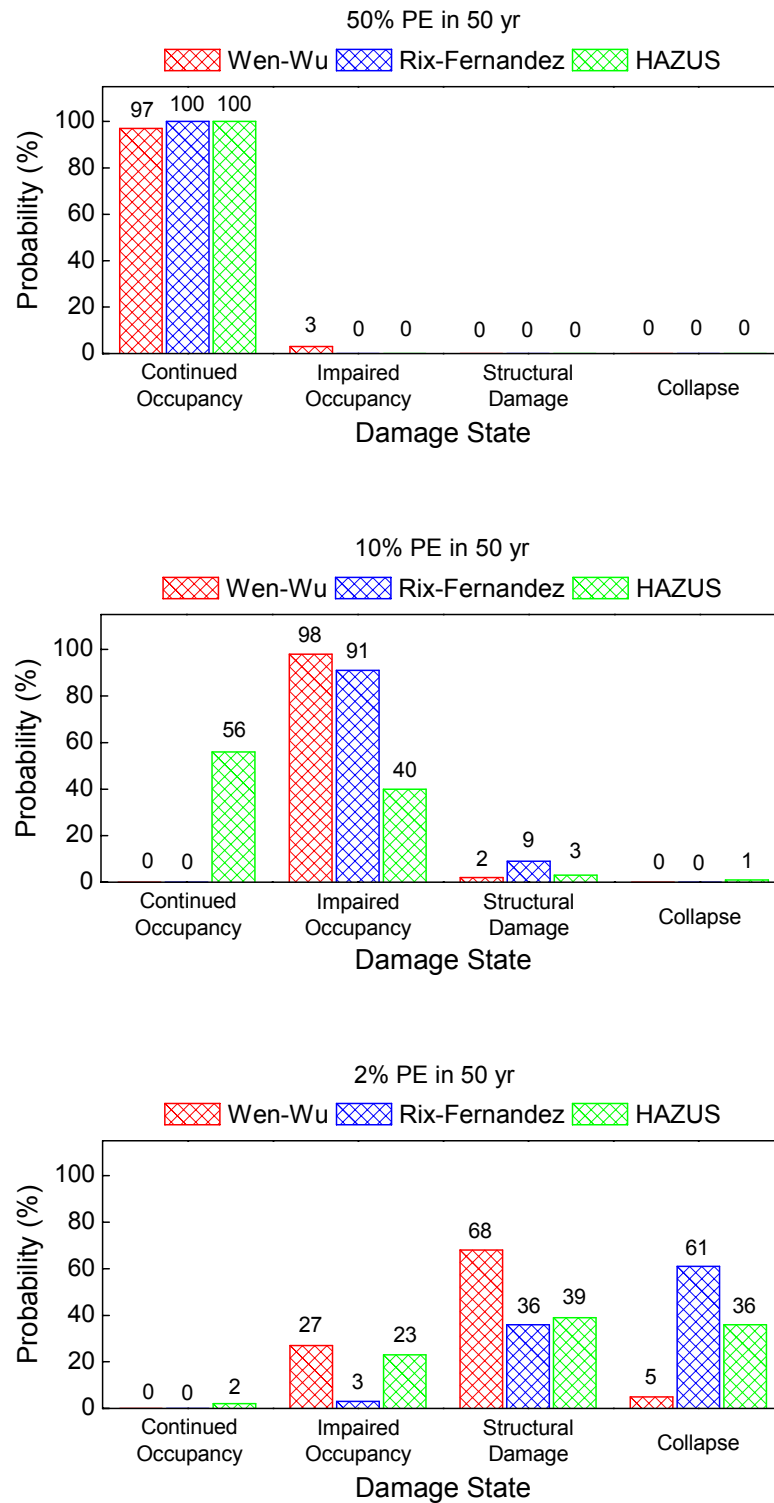 50% PE in 50 yr
Wen-Wu Rix-Fernandez HAZUS
Probability (%)
100
80
60
40
20
0
97 100 100
3 0 0
0 0 0
0 0 0
Continued Occupancy
Impaired Occupancy
Structural Damage
Collapse
Damage State
10% PE in 50 yr
Wen-Wu Rix-Fernandez HAZUS
Probability (%)
100
80
60
40
20
0
0 0 56
98 91 40
2 9 3
0 0 1
Continued Occupancy
Impaired Occupancy
Structural Damage
Collapse
Damage State
2% PE in 50 yr
Wen-Wu Rix-Fernandez HAZUS
Probability (%)
100
80
60
40
20
0
0 0 2
27 3 23
68 36 39
5 61 36
Continued Occupancy
Impaired Occupancy
Structural Damage
Collapse
Damage State